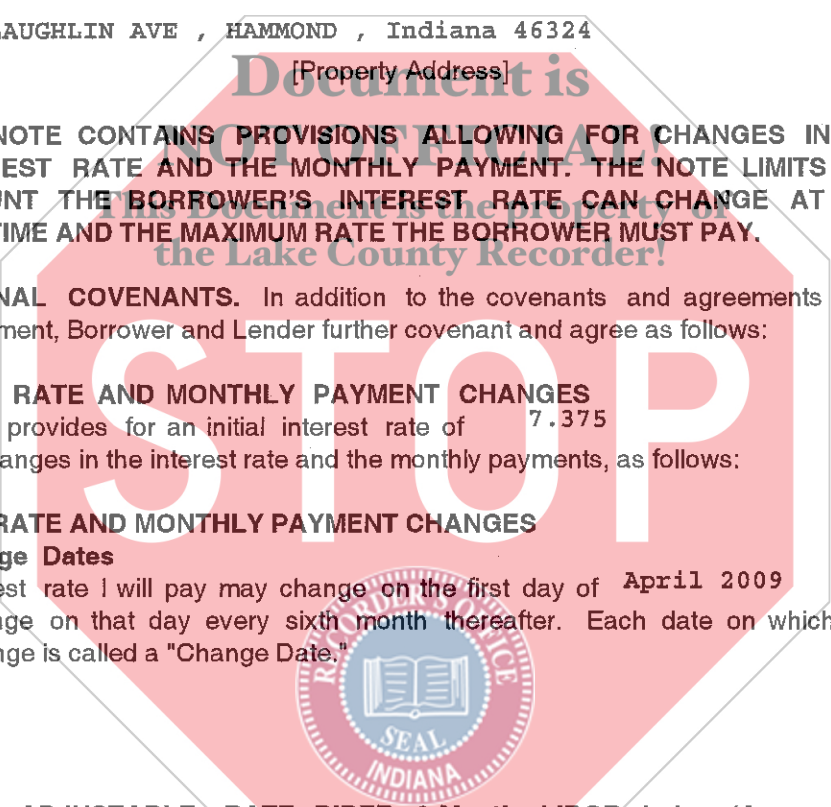 AUGHLIN AVE , HAMMOND , Indiana 46324
[Property Address]
Document is
NOTE CONTAINS PROVISIONS ALLOWING FOR CHANGES IN
NOT OFFICIAL!
EST RATE AND THE MONTHLY PAYMENT. THE NOTE LIMITS
UNT THE BORROWER'S INTEREST RATE CAN CHANGE AT
This Document is the property of
TIME AND THE MAXIMUM RATE THE BORROWER MUST PAY.
the Lake County Recorder!
NAL COVENANTS. In addition to the covenants and agreements
ment, Borrower and Lender further covenant and agree as follows:
STOP
RATE AND MONTHLY PAYMENT CHANGES
provides for an initial interest rate of 7.375
anges in the interest rate and the monthly payments, as follows:
RATE AND MONTHLY PAYMENT CHANGES
ge Dates
est rate I will pay may change on the first day of April 2009
ge on that day every sixth month thereafter. Each date on which
nge is called a "Change Date."
RECORDER'S OFFICE
SEAL
INDIANA